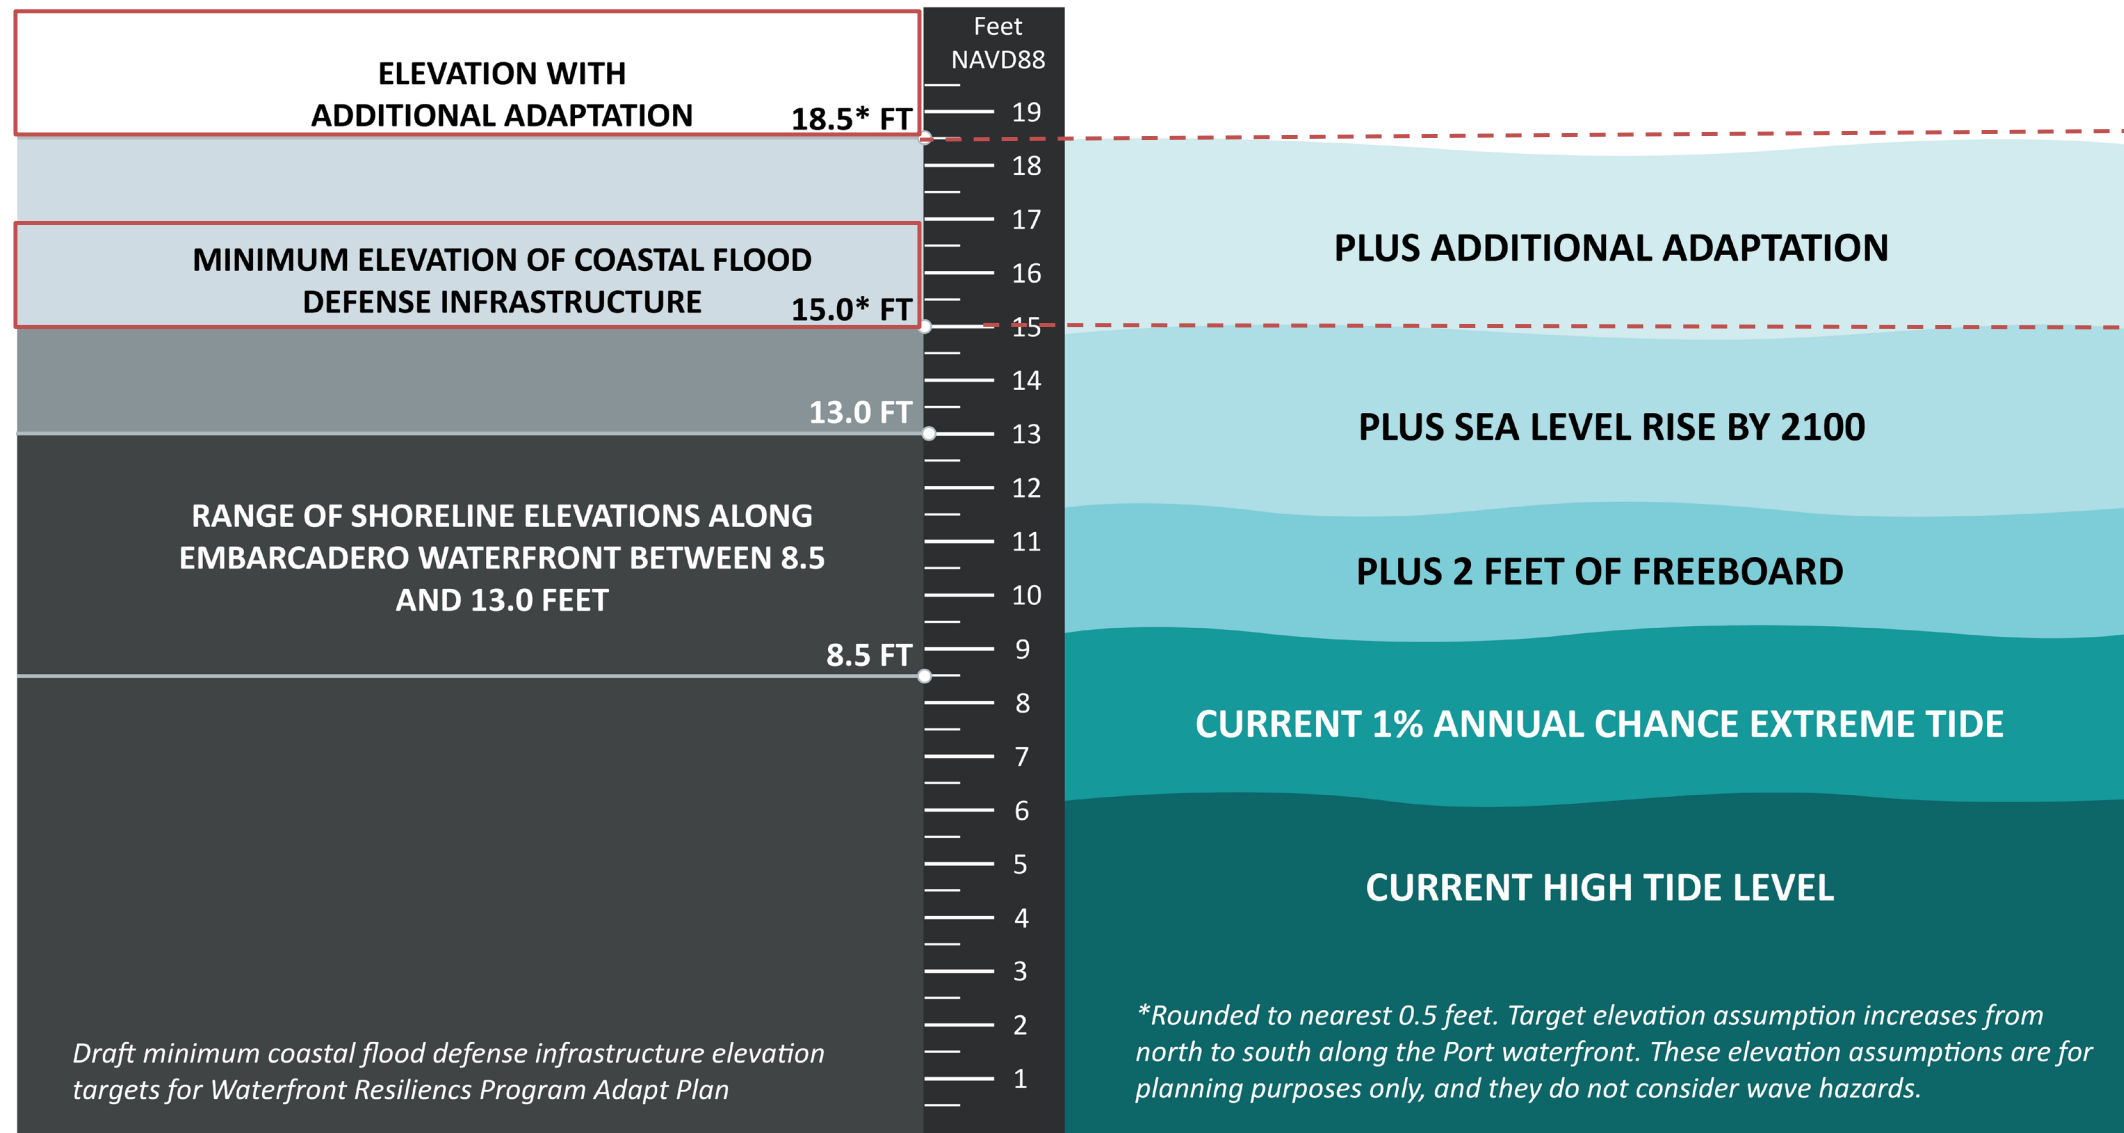 ELEVATION WITH
ADDITIONAL ADAPTATION
18.5* FT
MINIMUM ELEVATION OF COASTAL FLOOD
DEFENSE INFRASTRUCTURE
15.0* FT
13.0 FT
RANGE OF SHORELINE ELEVATIONS ALONG
EMBARCADERO WATERFRONT BETWEEN 8.5
AND 13.0 FEET
8.5 FT
Draft minimum coastal flood defense infrastructure elevation
targets for Waterfront Resiliencs Program Adapt Plan
Feet
NAVD88
19
18
17
16
15
14
13
12
11
10
9
8
7
6
5
4
3
2
1
PLUS ADDITIONAL ADAPTATION
PLUS SEA LEVEL RISE BY 2100
PLUS 2 FEET OF FREEBOARD
CURRENT 1% ANNUAL CHANCE EXTREME TIDE
CURRENT HIGH TIDE LEVEL
*Rounded to nearest 0.5 feet. Target elevation assumption increases from
north to south along the Port waterfront. These elevation assumptions are for
planning purposes only, and they do not consider wave hazards.